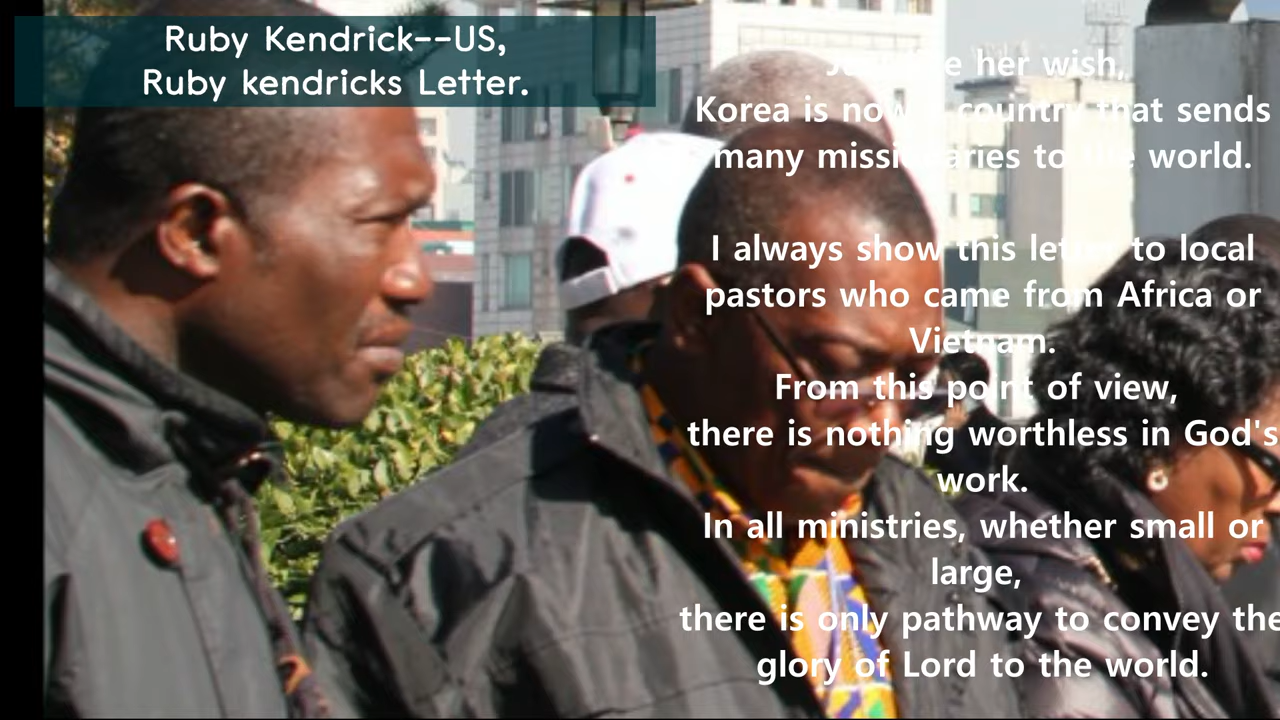 Ruby Kendrick--US,
Ruby kendricks Letter.
Just like her wish,
Korea is now a country that sends
many missionaries to the world.
I always show this letter to local
pastors who came from Africa or
Vietnam.
From this point of view,
there is nothing worthless in God's
work.
In all ministries, whether small or
large,
there is only pathway to convey the
glory of Lord to the world.